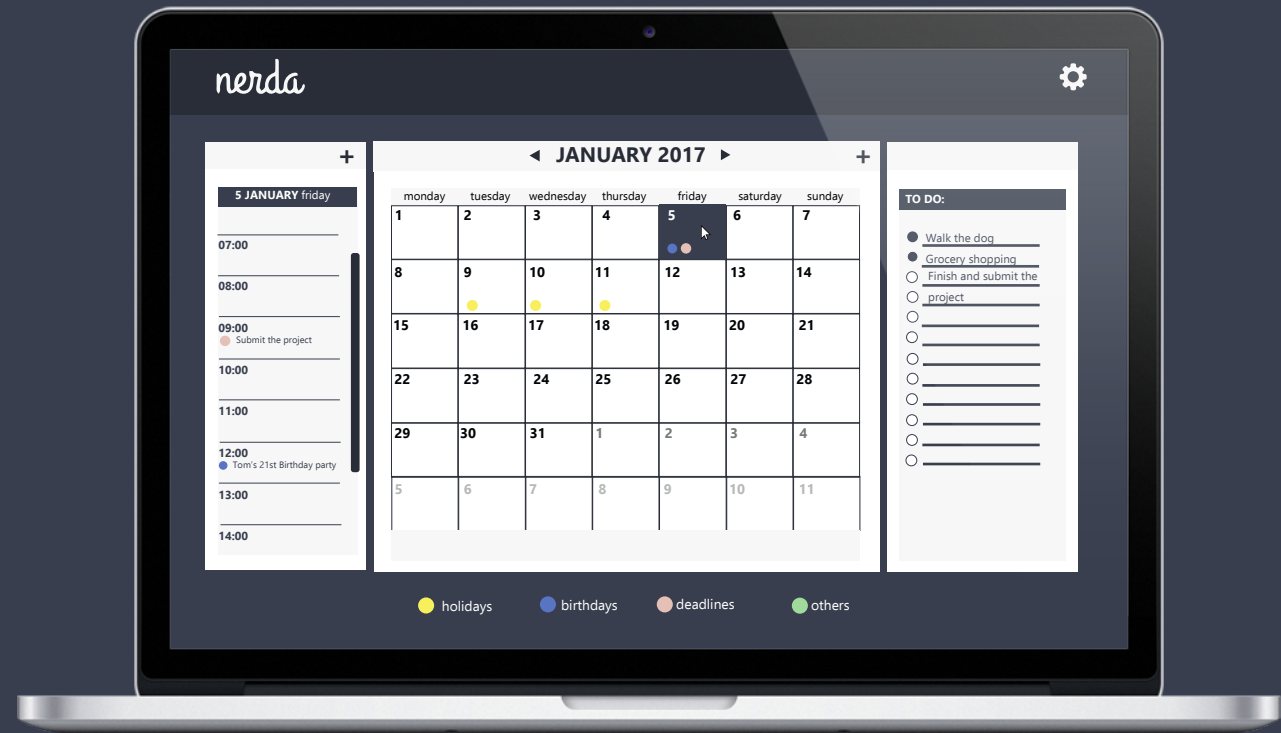 nerda
+
5 JANUARY friday
07:00
08:00
09:00
Submit the project
10:00
11:00
12:00
Tom's 21st Birthday party
13:00
14:00
JANUARY 2017 +
monday tuesday wednesday thursday friday saturday sunday
1 2 3 4 5 6 7
8 9 10 11 12 13 14
15 16 17 18 19 20 21
22 23 24 25 26 27 28
29 30 31 1 2 3 4
5 6 7 8 9 10 11
TO DO:
Walk the dog
Grocery shopping
Finish and submit the
project
holidays birthdays deadlines others